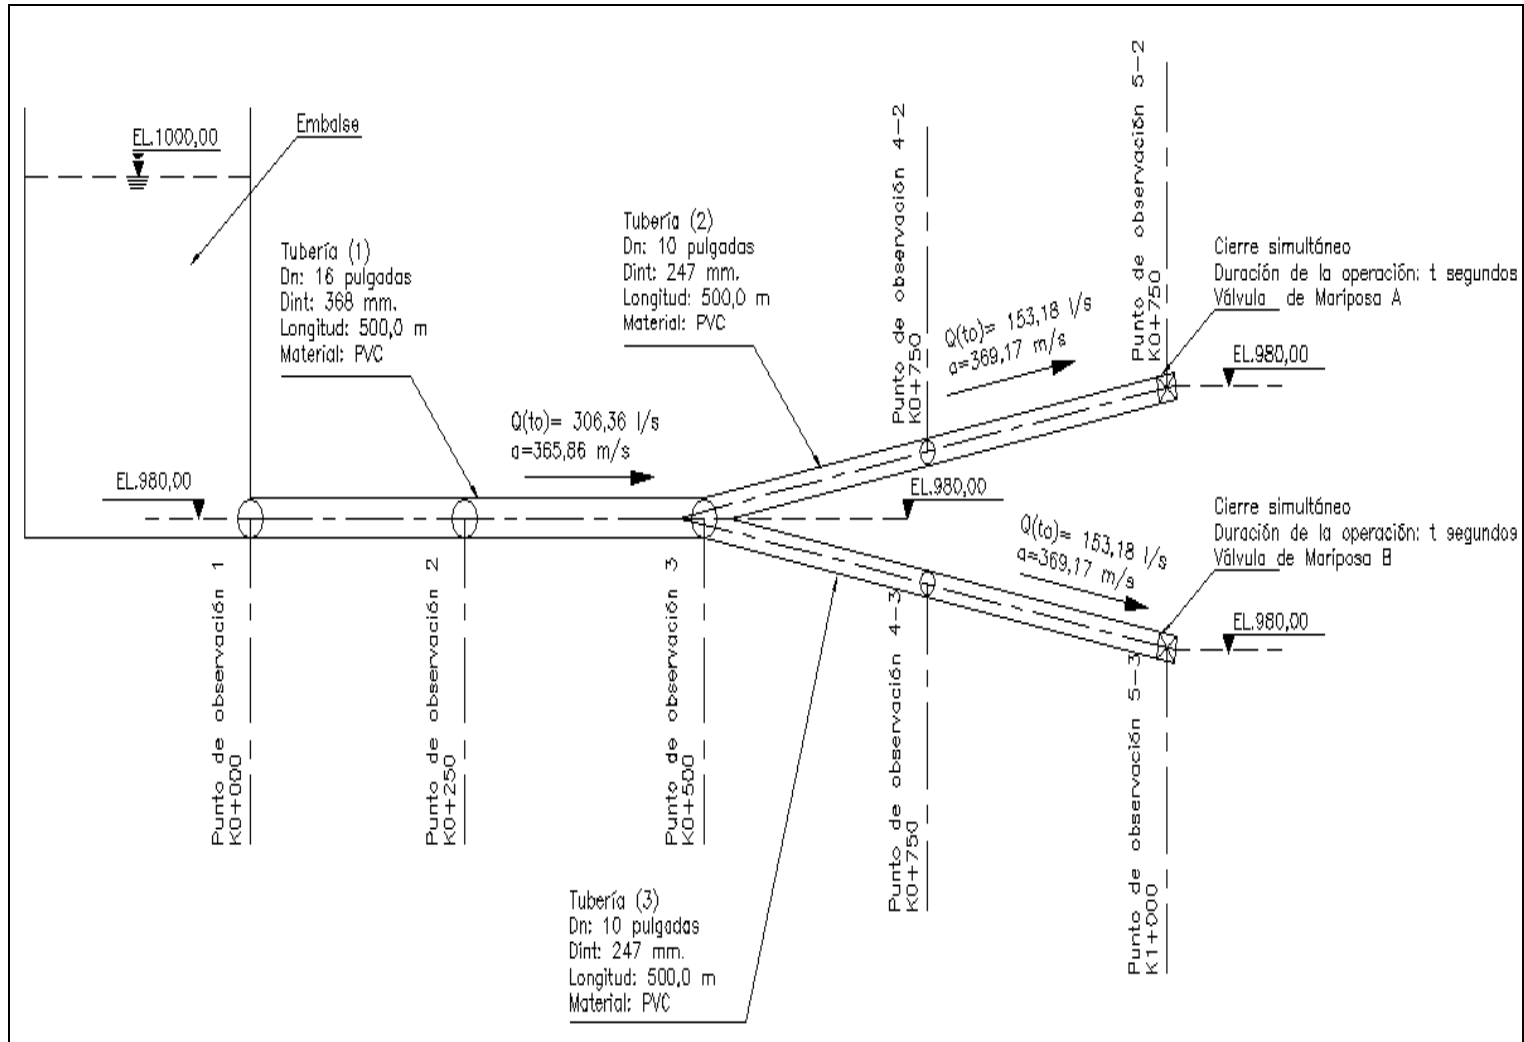 EL.1000,00
Embalse
Tubería (1)
Dn: 16 pulgadas
Dint: 368 mm.
Longitud: 500,0 m
Material: PVC
Tubería (2)
Dn: 10 pulgadas
Dint: 247 mm.
Longitud: 500,0 m
Material: PVC
Punto de observación 4-2
K0+750
Punto de observación 5-2
K0+750
Cierre simultáneo
Duración de la operación: t segundos
Válvula de Mariposa A
Q(to)= 153,18 l/s
a=369,17 m/s
EL.980,00
Q(to)= 306,36 l/s
a=365,86 m/s
EL.980,00
EL.980,00
Q(to)= 153,18 l/s
a=369,17 m/s
Cierre simultáneo
Duración de la operación: t segundos
Válvula de Mariposa B
EL.980,00
Punto de observación 1
K0+000
Punto de observación 2
K0+250
Punto de observación 3
K0+500
Punto de observación 4-3
K0+750
Punto de observación 5-3
K1+000
Tubería (3)
Dn: 10 pulgadas
Dint: 247 mm.
Longitud: 500,0 m
Material: PVC